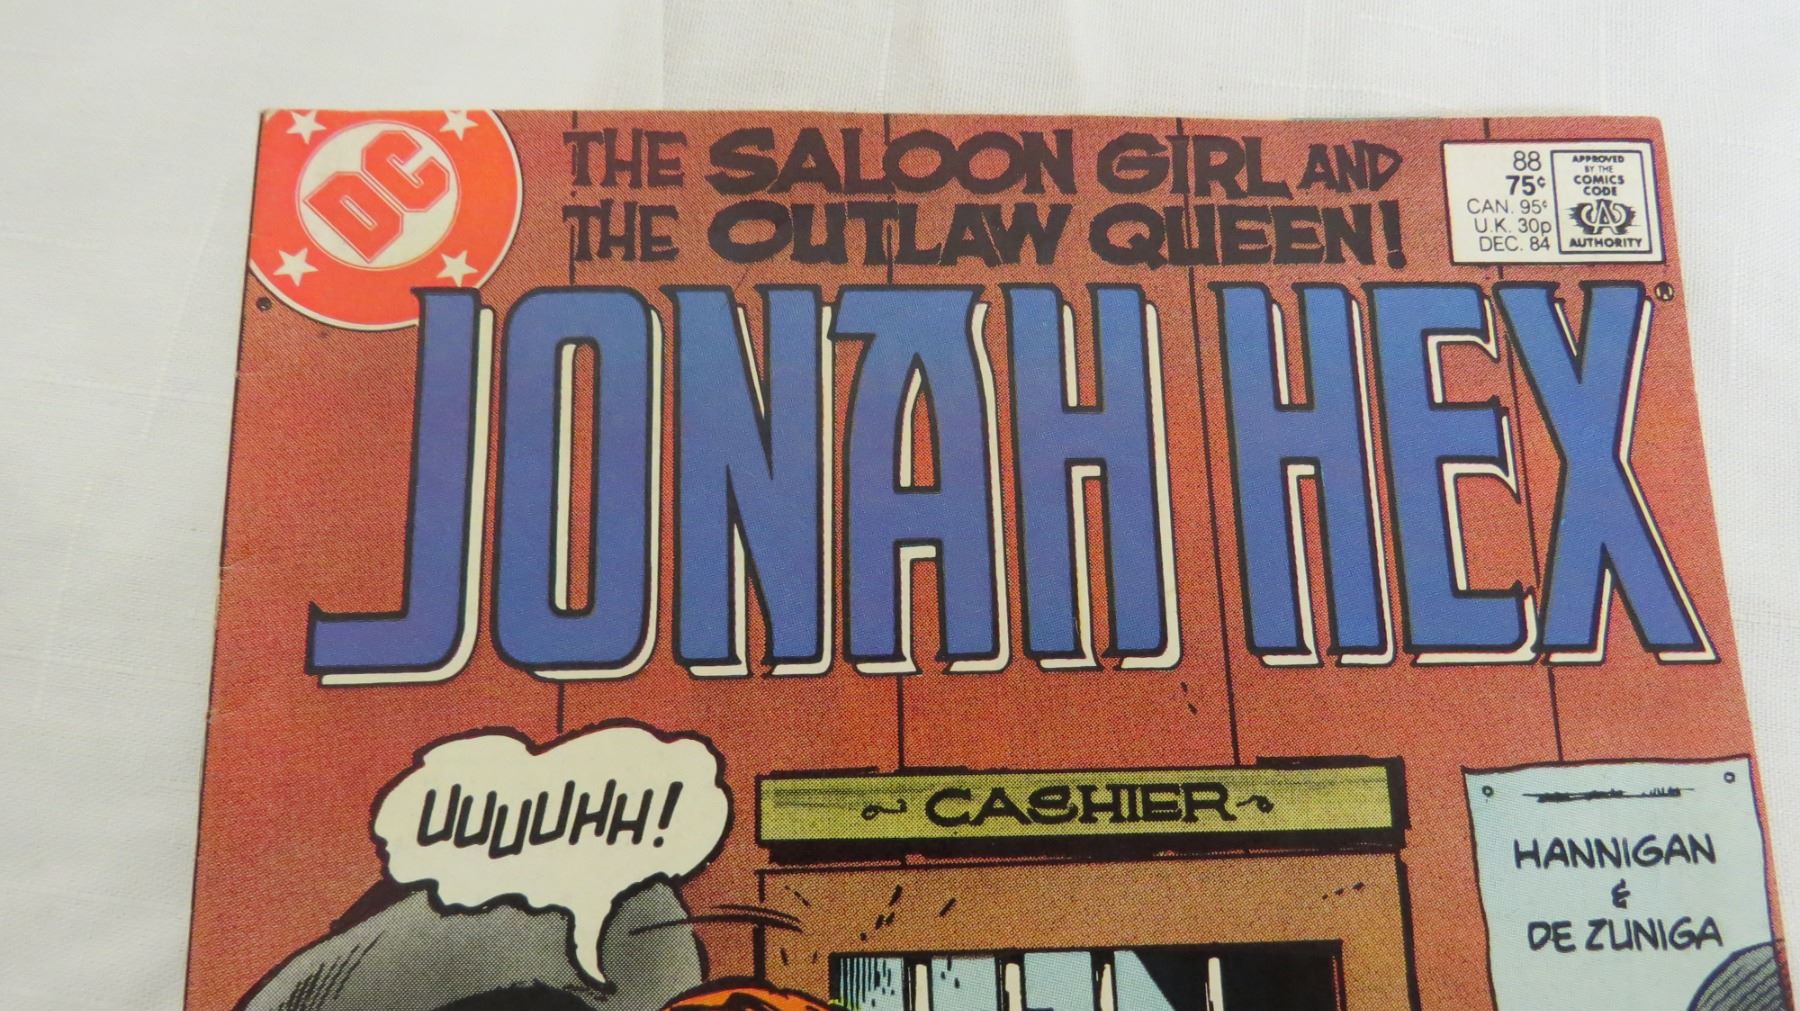 DC
THE SALOON GIRL AND
THE OUTLAW QUEEN!
88
75¢
CAN. 95¢
U.K. 30p
DEC. 84
APPROVED
BY THE
COMICS
CODE
CA
AUTHORITY
JONAH HEX
UUUUHH!
CASHIER
HANNIGAN
&
DE ZUNIGA